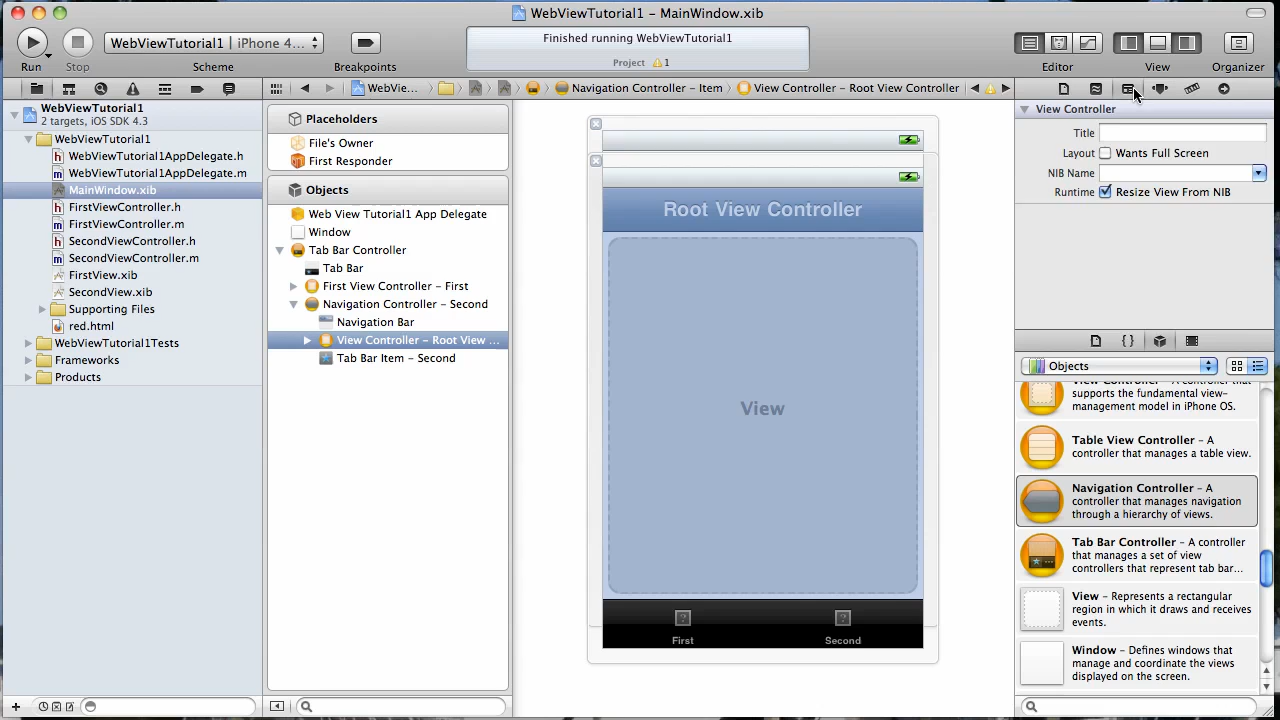 WebViewTutorial1 – MainWindow.xib
WebViewTutorial1 | iPhone 4...
Finished running WebViewTutorial1
Project 1
Run
Stop
Scheme
Breakpoints
Editor
View
Organizer
WebVie...
Navigation Controller – Item
View Controller – Root View Controller
WebViewTutorial1
2 targets, iOS SDK 4.3
WebViewTutorial1
WebViewTutorial1AppDelegate.h
WebViewTutorial1AppDelegate.m
MainWindow.xib
FirstViewController.h
FirstViewController.m
SecondViewController.h
SecondViewController.m
FirstView.xib
SecondView.xib
Supporting Files
red.html
WebViewTutorial1Tests
Frameworks
Products
Placeholders
File's Owner
First Responder
Objects
Web View Tutorial1 App Delegate
Window
Tab Bar Controller
Tab Bar
First View Controller – First
Navigation Controller – Second
Navigation Bar
View Controller – Root View ...
Tab Bar Item – Second
Root View Controller
View
First
Second
View Controller
Title
Layout Wants Full Screen
NIB Name
Runtime Resize View From NIB
Objects
View Controller – A controller that
supports the fundamental view-
management model in iPhone OS.
Table View Controller – A
controller that manages a table view.
Navigation Controller – A
controller that manages navigation
through a hierarchy of views.
Tab Bar Controller – A controller
that manages a set of view
controllers that represent tab bar...
View – Represents a rectangular
region in which it draws and receives
events.
Window – Defines windows that
manage and coordinate the views
displayed on the screen.